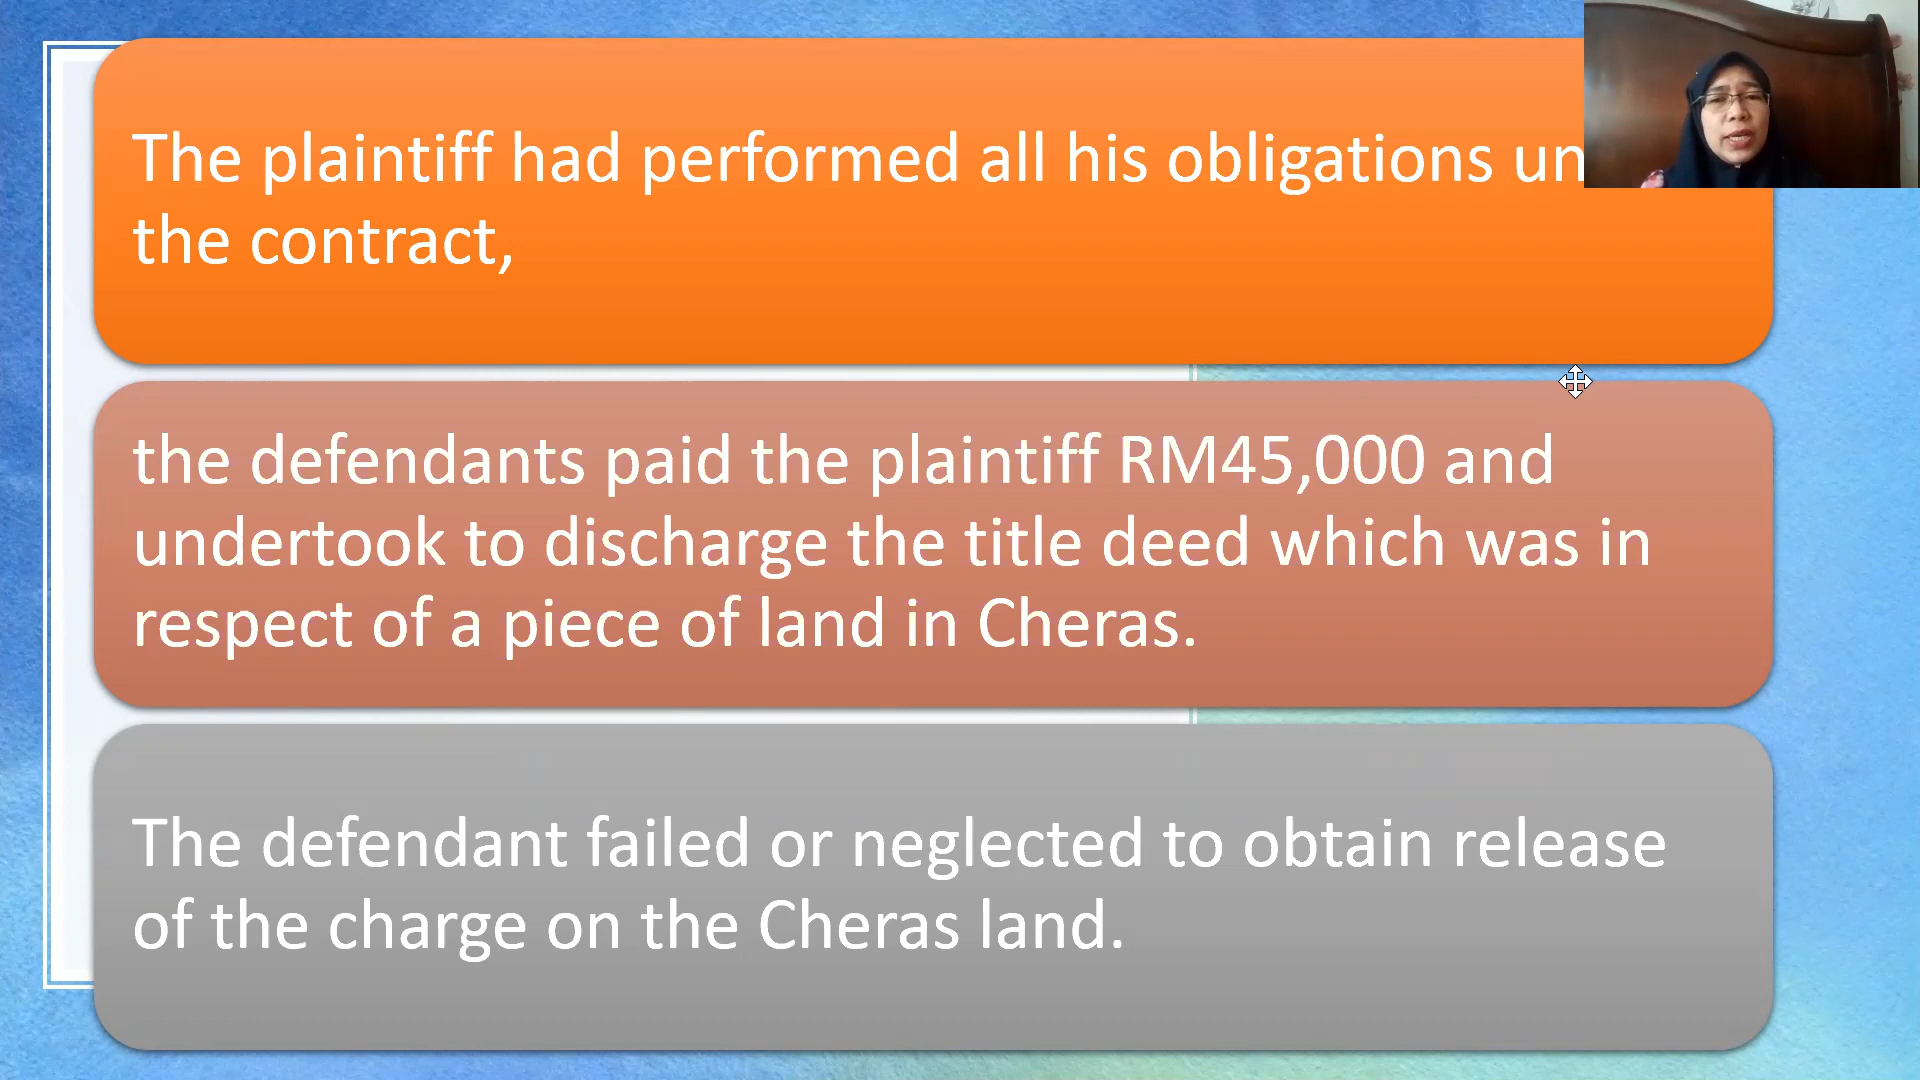 The plaintiff had performed all his obligations un
the contract,
the defendants paid the plaintiff RM45,000 and
undertook to discharge the title deed which was in
respect of a piece of land in Cheras.
The defendant failed or neglected to obtain release
of the charge on the Cheras land.